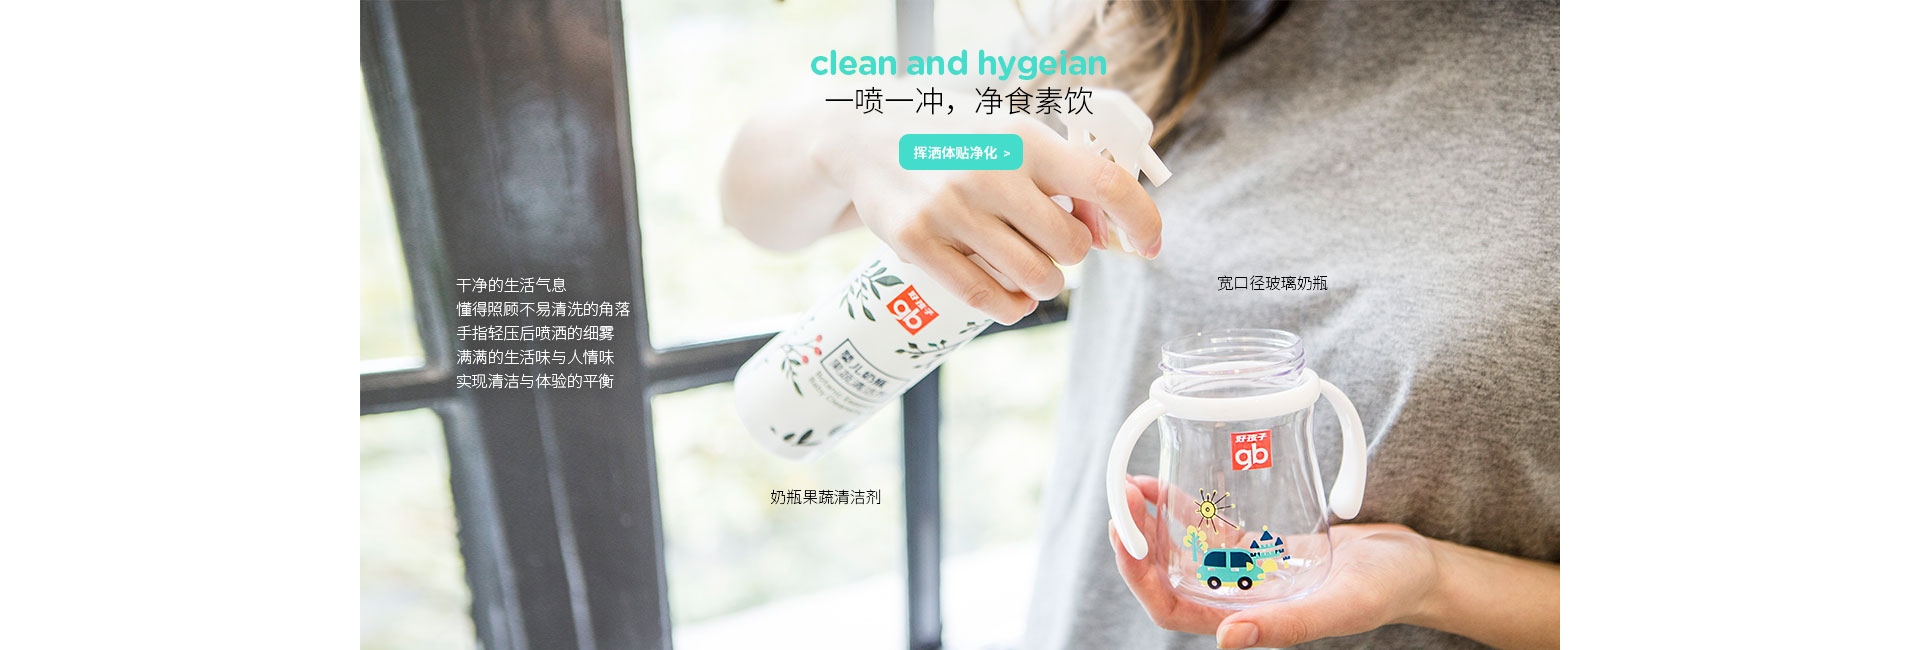 clean and hygeian
一喷一冲，净食素饮
挥洒体贴净化 >
干净的生活气息
懂得照顾不易清洗的角落
手指轻压后喷洒的细雾
满满的生活味与人情味
实现清洁与体验的平衡
宽口径玻璃奶瓶
好孩子
gb
婴儿奶瓶
果蔬清洁剂
奶瓶果蔬清洁剂
好孩子
gb